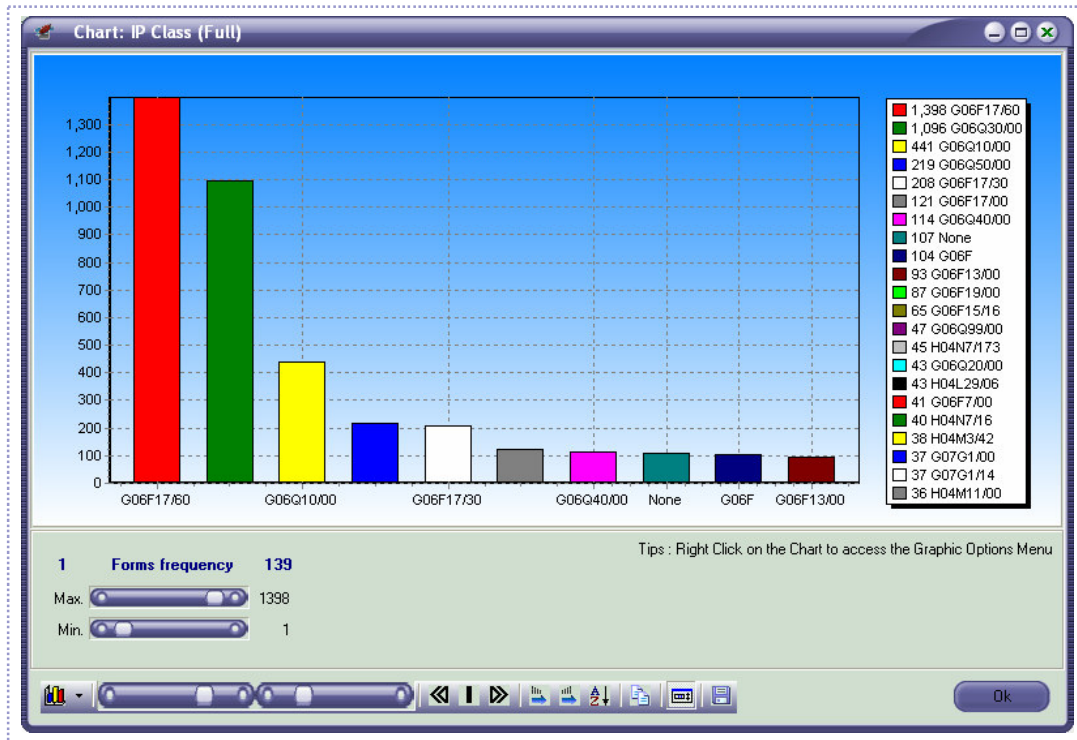 Chart: IP Class (Full)
1,300
1,200
1,100
1,000
900
800
700
600
500
400
300
200
100
0
G06F17/60
G06Q10/00
G06F17/30
G06Q40/00
None
G06F
G06F13/00
1,398 G06F17/60
1,096 G06Q30/00
441 G06Q10/00
219 G06Q50/00
208 G06F17/30
121 G06F17/00
114 G06Q40/00
107 None
104 G06F
93 G06F13/00
87 G06F19/00
65 G06F15/16
47 G06Q99/00
45 H04N7/173
43 G06Q20/00
43 H04L29/06
41 G06F7/00
40 H04N7/16
38 H04M3/42
37 G07G1/00
37 G07G1/14
36 H04M11/00
Tips : Right Click on the Chart to access the Graphic Options Menu
1 Forms frequency 139
Max. 1398
Min. 1
A
Z
Ok